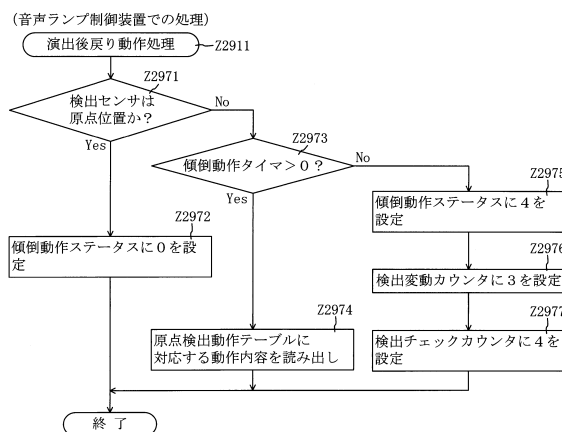 （音声ランプ制御装置での処理）
演出後戻り動作処理
Z2911
Z2971
検出センサは
原点位置か？
No
Yes
Z2973
傾倒動作タイマ＞０？
No
Yes
Z2975
傾倒動作ステータスに４を
設定
Z2972
傾倒動作ステータスに０を設
定
Z2976
検出変動カウンタに３を設定
Z2974
原点検出動作テーブルに
対応する動作内容を読み出し
Z2977
検出チェックカウンタに４を
設定
終 了